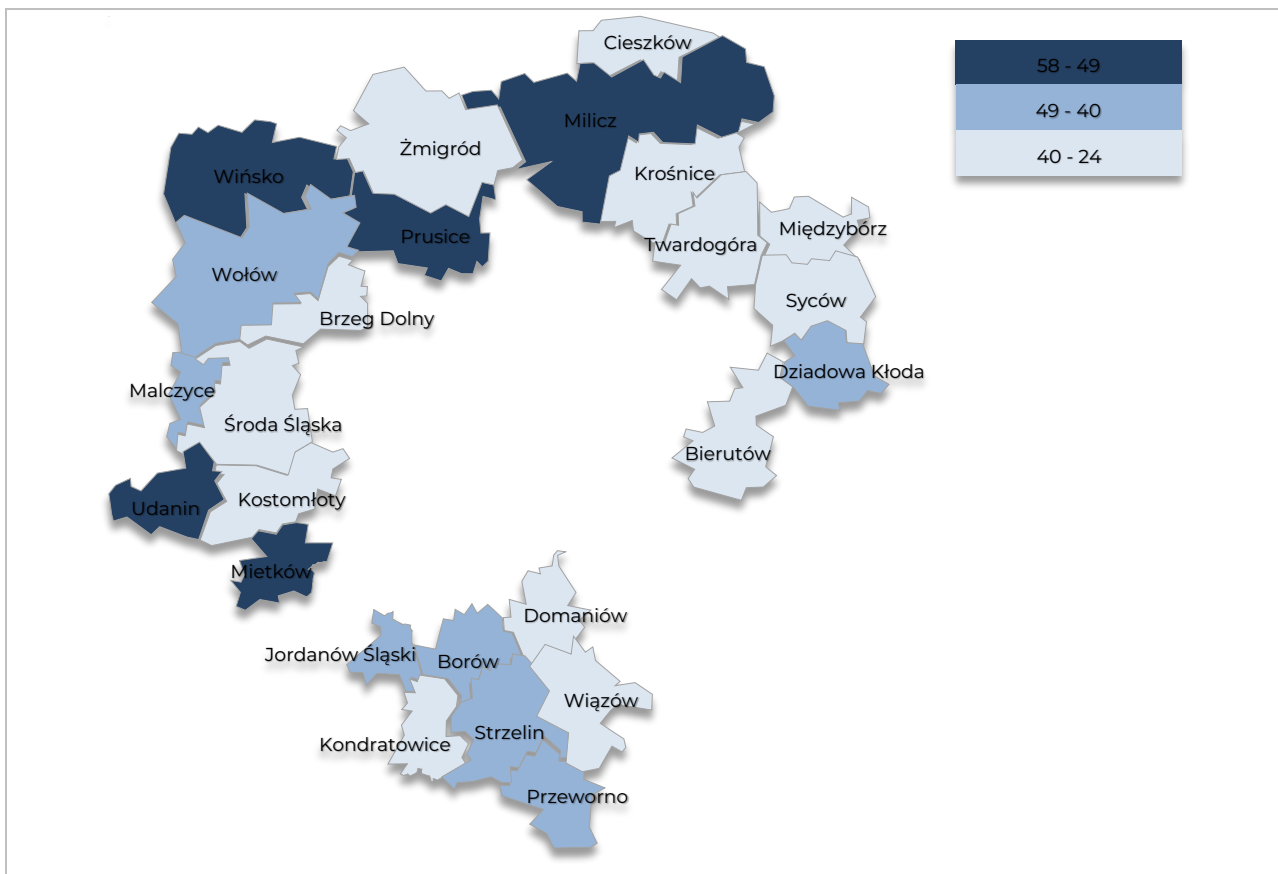 Cieszków
58 - 49
49 - 40
40 - 24
Milicz
Żmigród
Krośnice
Wińsko
Międzybórz
Prusice
Twardogóra
Wołów
Syców
Brzeg Dolny
Dziadowa Kłoda
Malczyce
Środa Śląska
Bierutów
Kostomłoty
Udanin
Mietków
Domaniów
Jordanów Śląski
Borów
Wiązów
Strzelin
Kondratowice
Przeworno